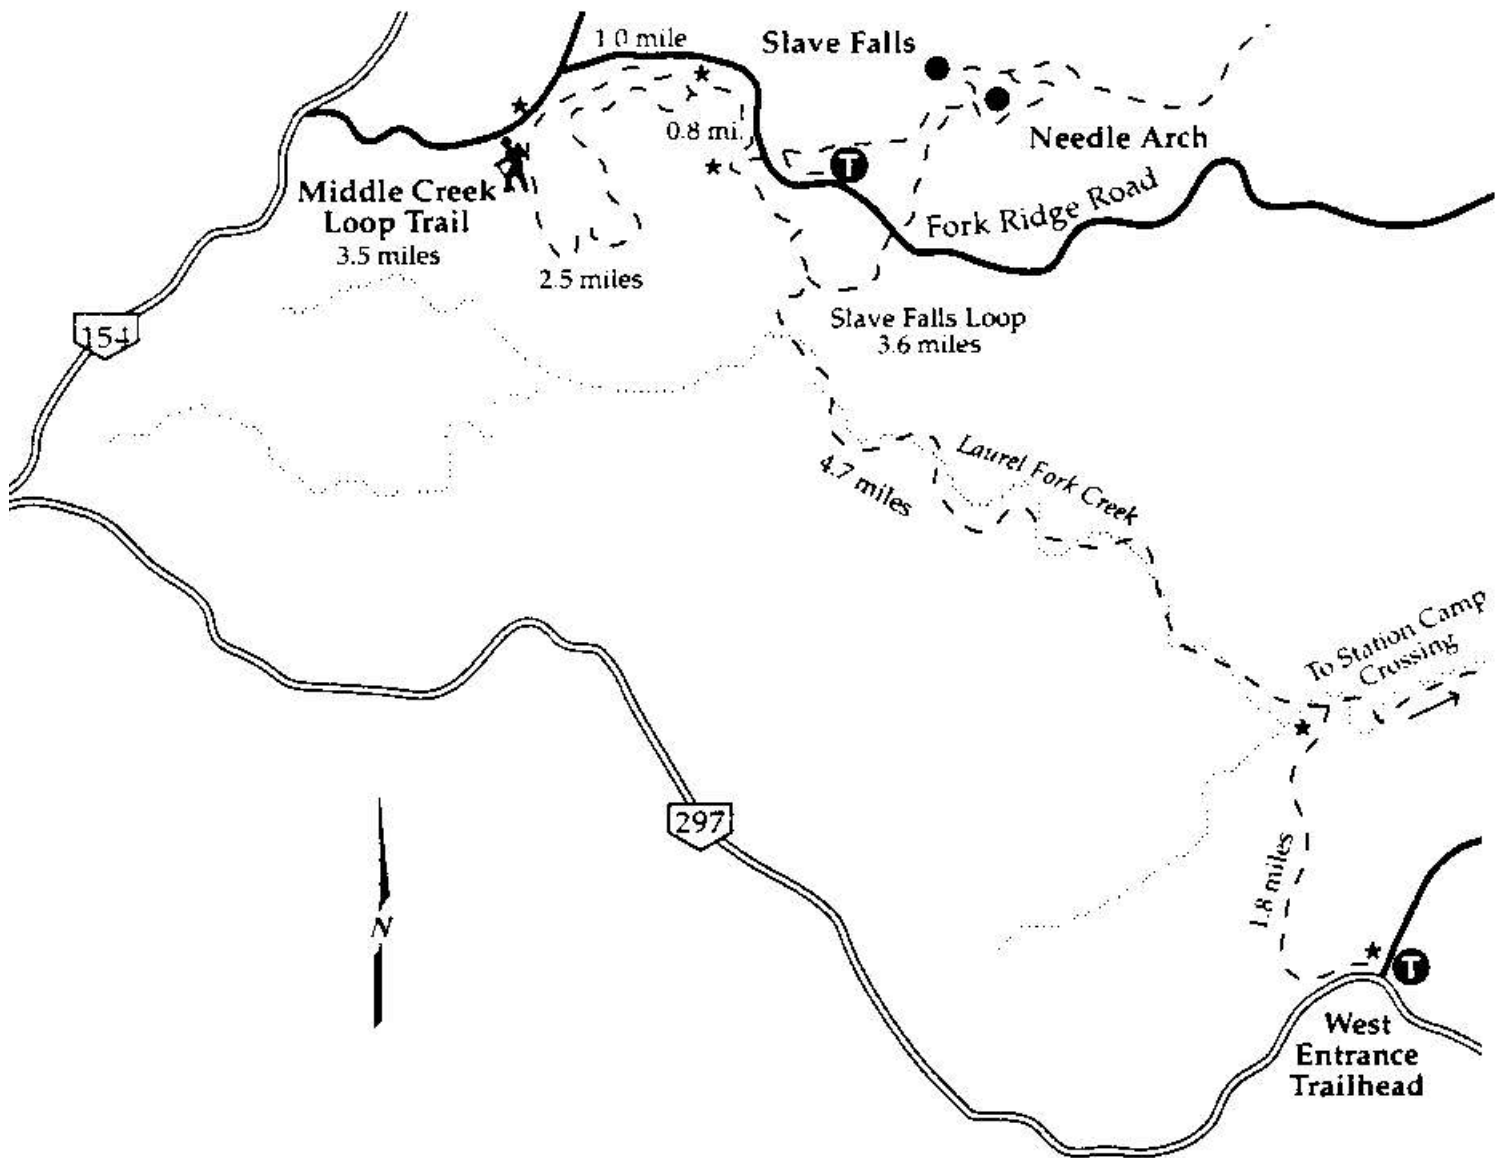 1.0 mile
Slave Falls
0.8 mi.
Needle Arch
T
Middle Creek
Loop Trail
3.5 miles
Fork Ridge Road
2.5 miles
154
Slave Falls Loop
3.6 miles
Laurel Fork Creek
4.7 miles
To Station Camp
Crossing
297
1.8 miles
N
T
West
Entrance
Trailhead